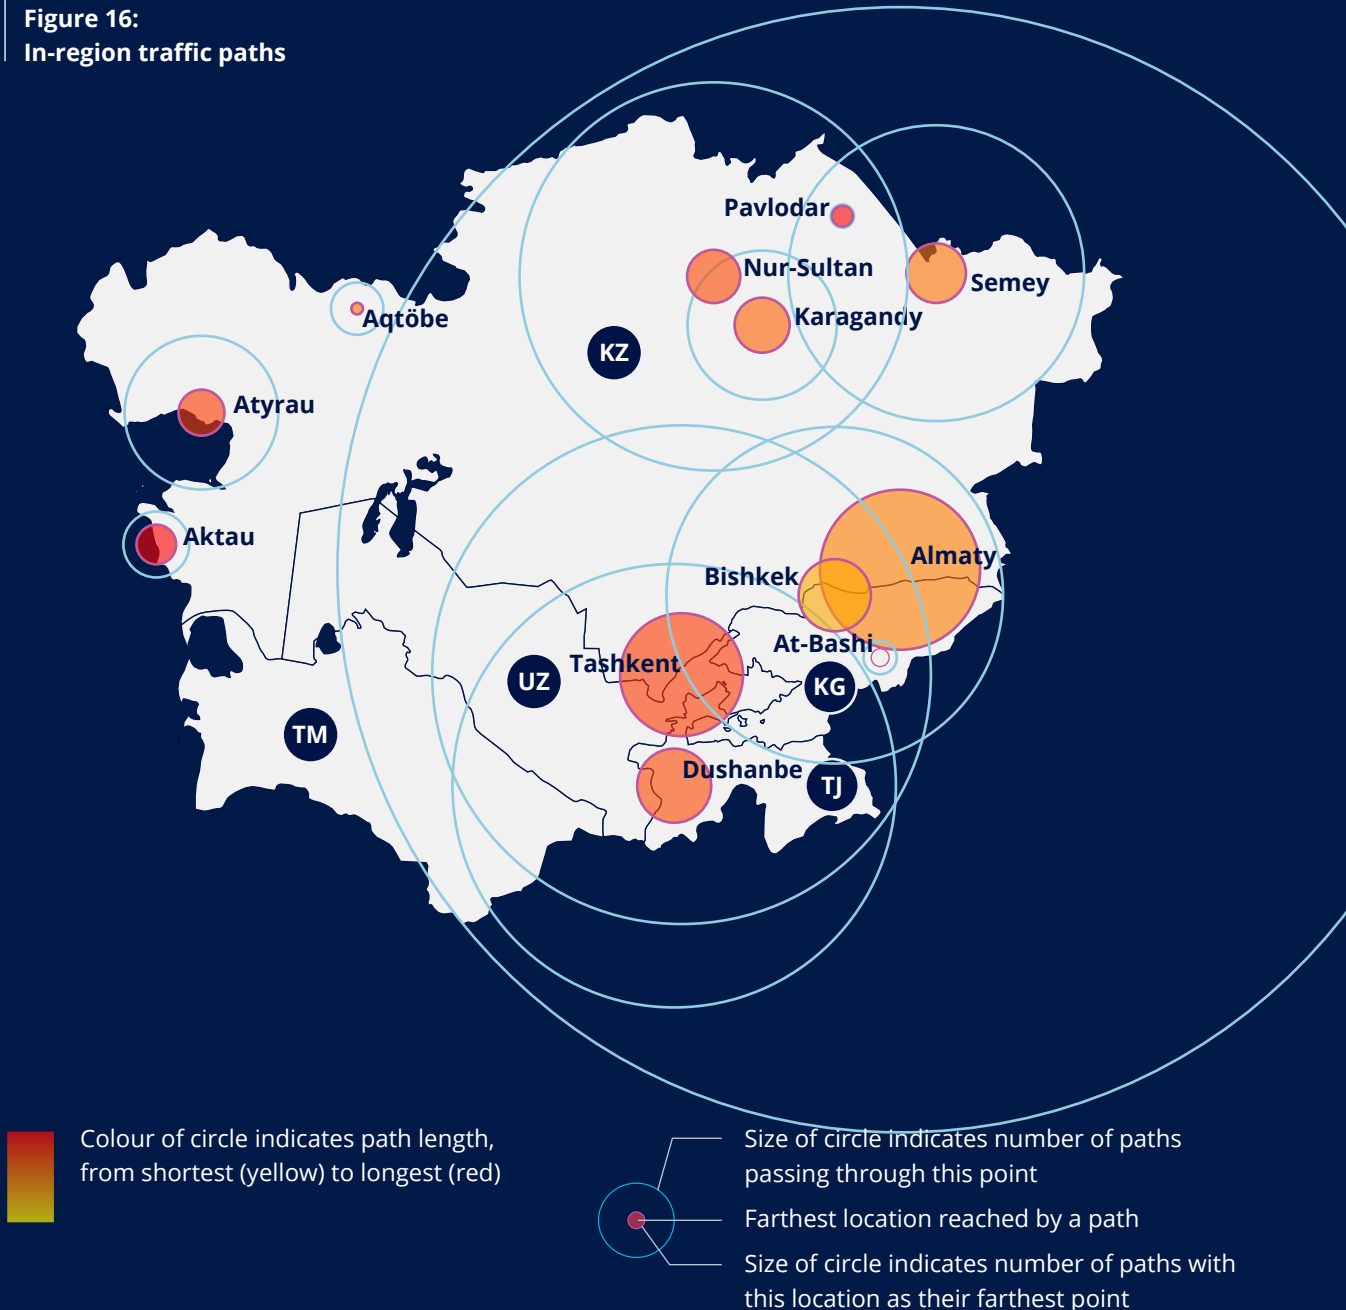 Figure 16:
In-region traffic paths
Pavlodar
Nur-Sultan
Semey
Karagandy
Aqtöbe
KZ
Atyrau
Aktau
Almaty
Bishkek
At-Bashi
Tashkent
UZ
KG
TM
Dushanbe
TJ
Colour of circle indicates path length,
from shortest (yellow) to longest (red)
Size of circle indicates number of paths
passing through this point
Farthest location reached by a path
Size of circle indicates number of paths with
this location as their farthest point